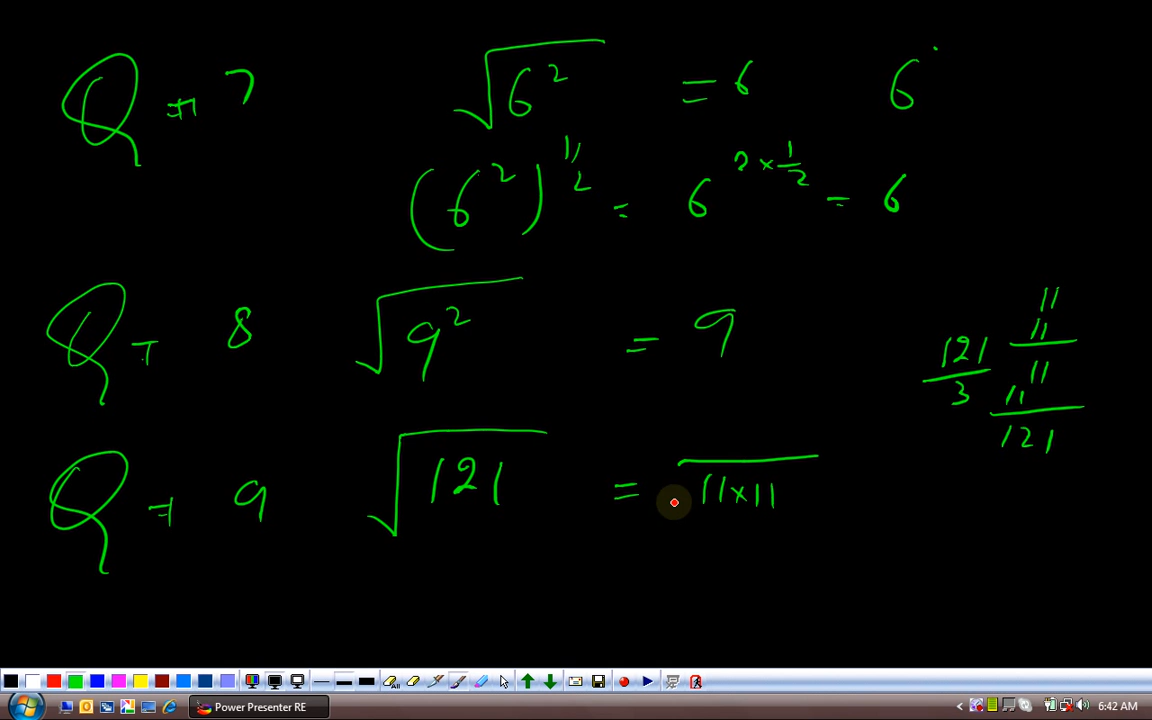 Q # 7 √6² = 6 6
(6²)^1/2 = 6^2×1/2 = 6
Q # 8 √9² = 9
11
11
121/3
11
11
121
Q # 9 √121 = 11×11
Power Presenter RE
6:42 AM